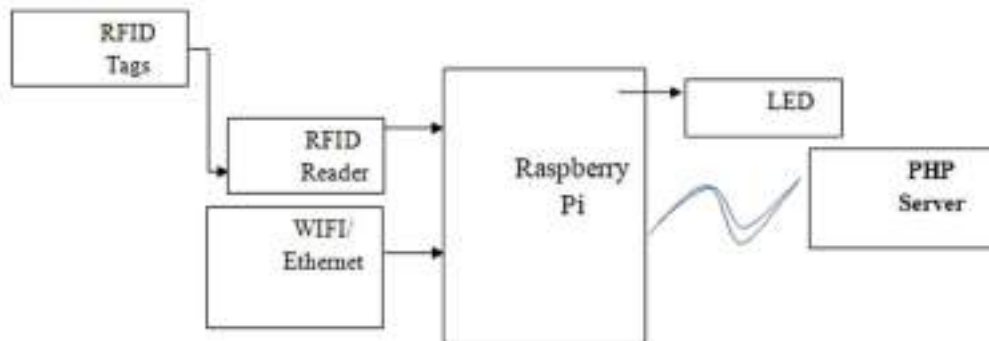 RFID
Tags
RFID
Reader
WIFI/
Ethernet
Raspberry
Pi
LED
PHP
Server